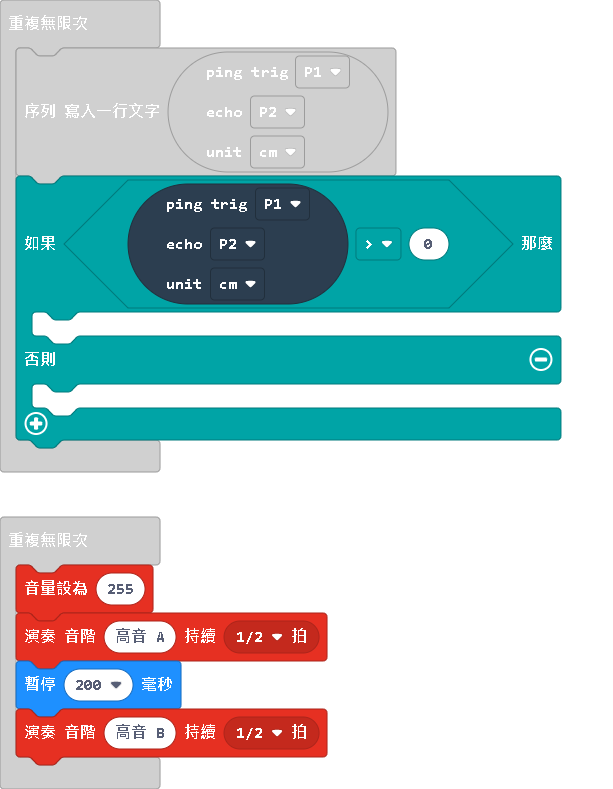 重複無限次
ping trig P1
序列 寫入一行文字 echo P2
unit cm
ping trig P1
如果 echo P2 > 0 那麼
unit cm
否則
重複無限次
音量設為 255
演奏 音階 高音 A 持續 1/2 拍
暫停 200 毫秒
演奏 音階 高音 B 持續 1/2 拍